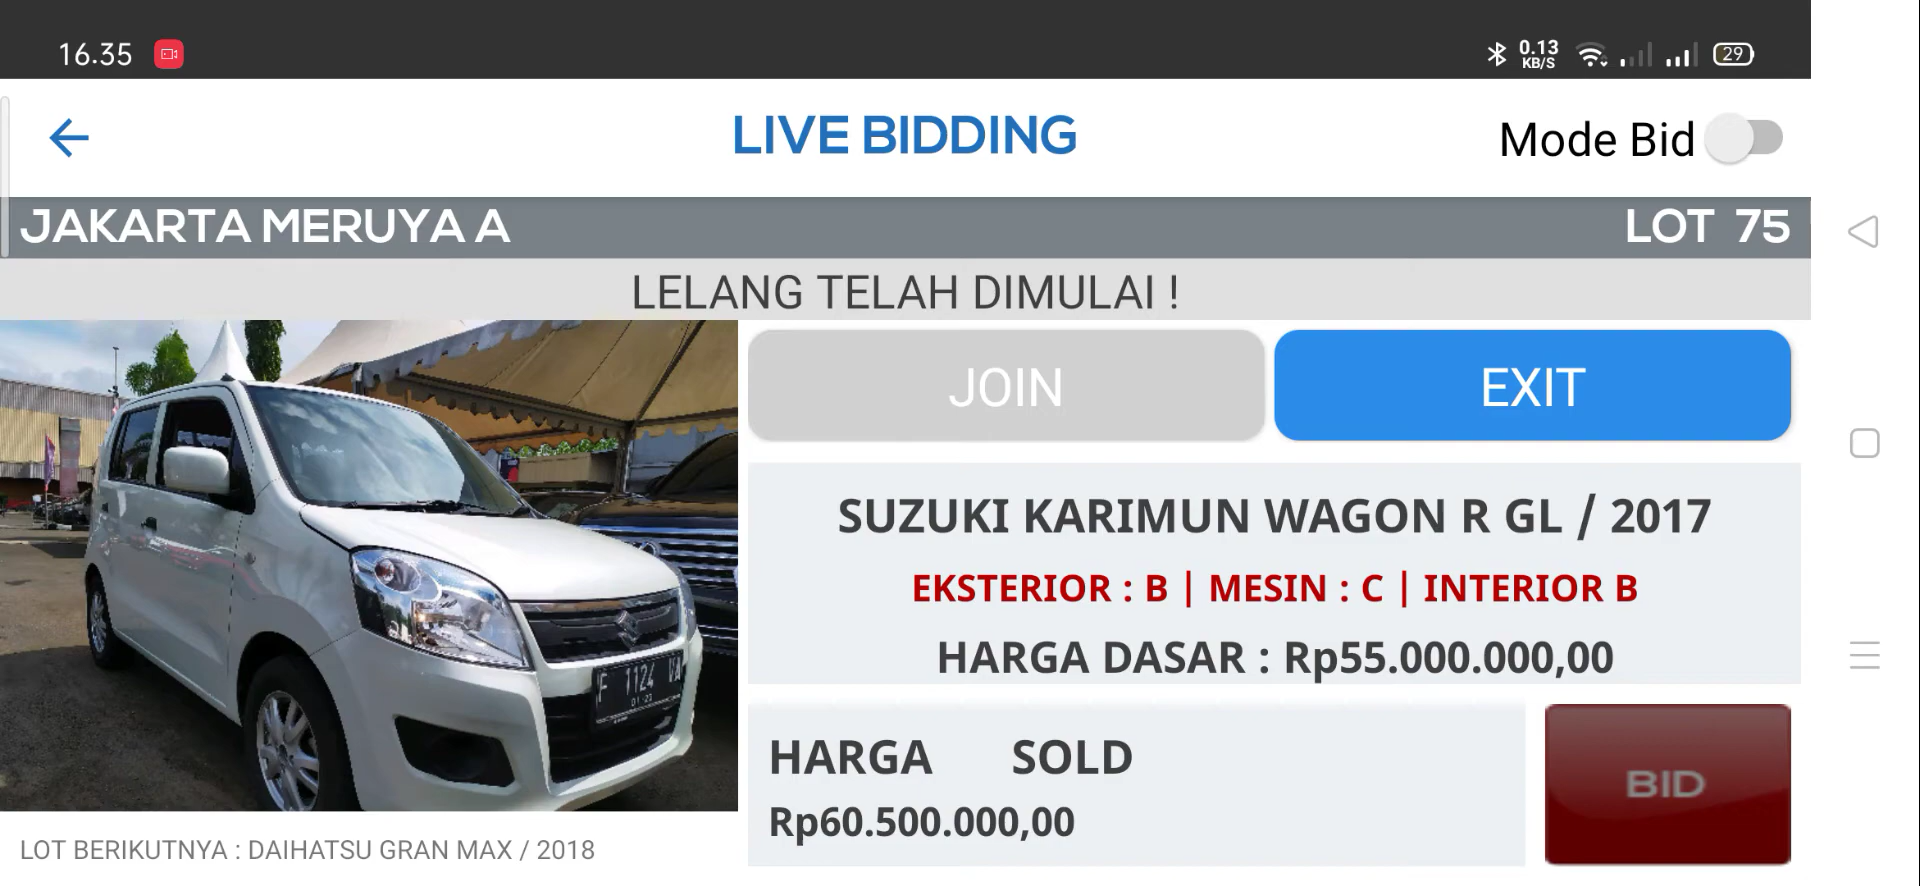 16.35
0.13
KB/S
29
LIVE BIDDING
Mode Bid
JAKARTA MERUYA A
LOT 75
LELANG TELAH DIMULAI !
JOIN
EXIT
SUZUKI KARIMUN WAGON R GL / 2017
EKSTERIOR : B | MESIN : C | INTERIOR B
HARGA DASAR : Rp55.000.000,00
F 1124 VA
HARGA SOLD
Rp60.500.000,00
BID
LOT BERIKUTNYA : DAIHATSU GRAN MAX / 2018